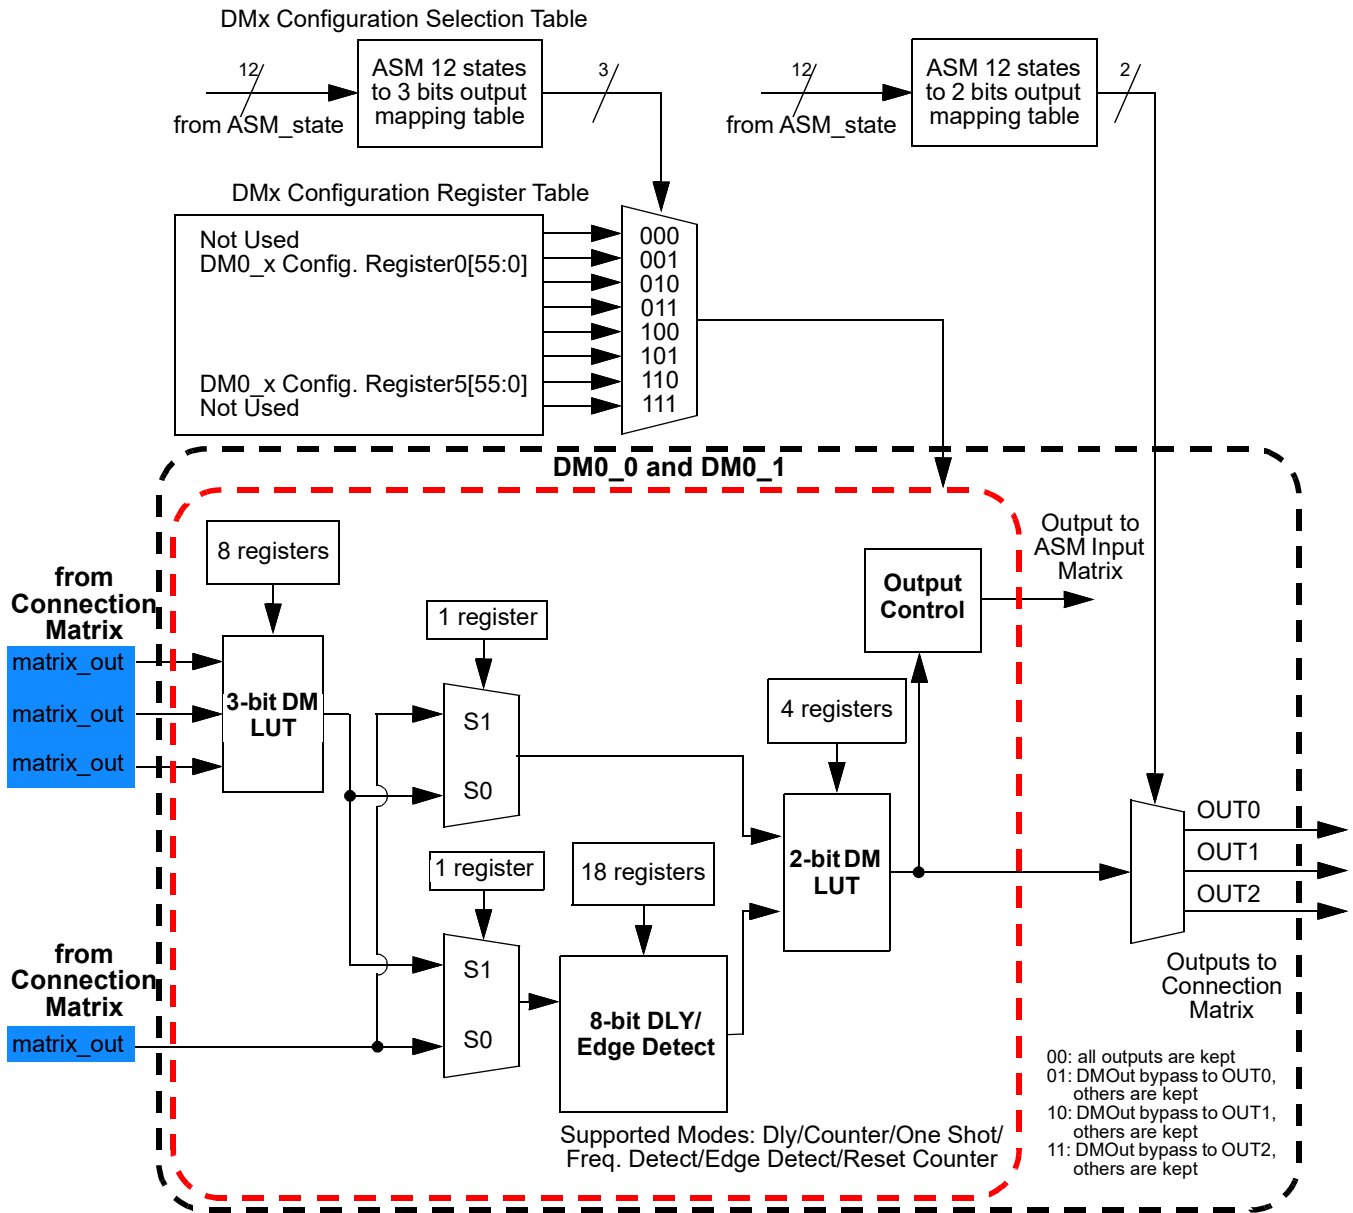 DMx Configuration Selection Table
12
ASM 12 states
to 3 bits output
mapping table
3
from ASM_state
12
ASM 12 states
to 2 bits output
mapping table
2
from ASM_state
DMx Configuration Register Table
Not Used
DM0_x Config. Register0[55:0]
DM0_x Config. Register5[55:0]
Not Used
000
001
010
011
100
101
110
111
DM0_0 and DM0_1
8 registers
from
Connection
Matrix
matrix_out
matrix_out
matrix_out
3-bit DM
LUT
1 register
S1
S0
Output
Control
Output to
ASM Input
Matrix
4 registers
2-bit DM
LUT
OUT0
OUT1
OUT2
1 register
18 registers
S1
S0
8-bit DLY/
Edge Detect
from
Connection
Matrix
matrix_out
Outputs to
Connection
Matrix
00: all outputs are kept
01: DMOut bypass to OUT0,
others are kept
10: DMOut bypass to OUT1,
others are kept
11: DMOut bypass to OUT2,
others are kept
Supported Modes: Dly/Counter/One Shot/
Freq. Detect/Edge Detect/Reset Counter